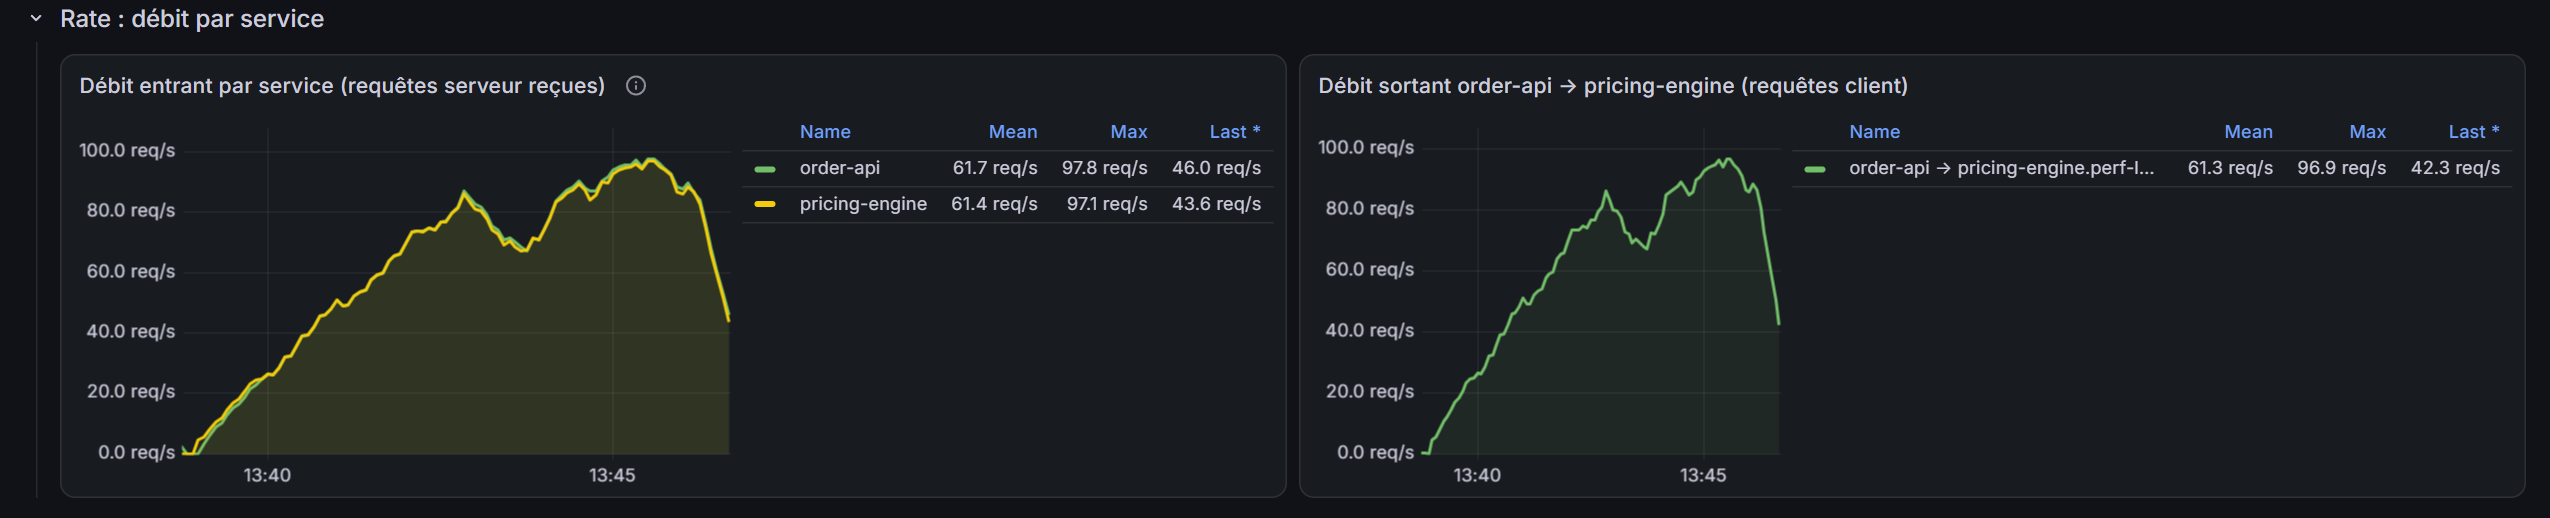 Rate : débit par service
Débit entrant par service (requêtes serveur reçues)
100.0 req/s
80.0 req/s
60.0 req/s
40.0 req/s
20.0 req/s
0.0 req/s
13:40 13:45
Name Mean Max Last *
order-api 61.7 req/s 97.8 req/s 46.0 req/s
pricing-engine 61.4 req/s 97.1 req/s 43.6 req/s
Débit sortant order-api → pricing-engine (requêtes client)
100.0 req/s
80.0 req/s
60.0 req/s
40.0 req/s
20.0 req/s
0.0 req/s
13:40 13:45
Name Mean Max Last *
order-api → pricing-engine.perf-l... 61.3 req/s 96.9 req/s 42.3 req/s